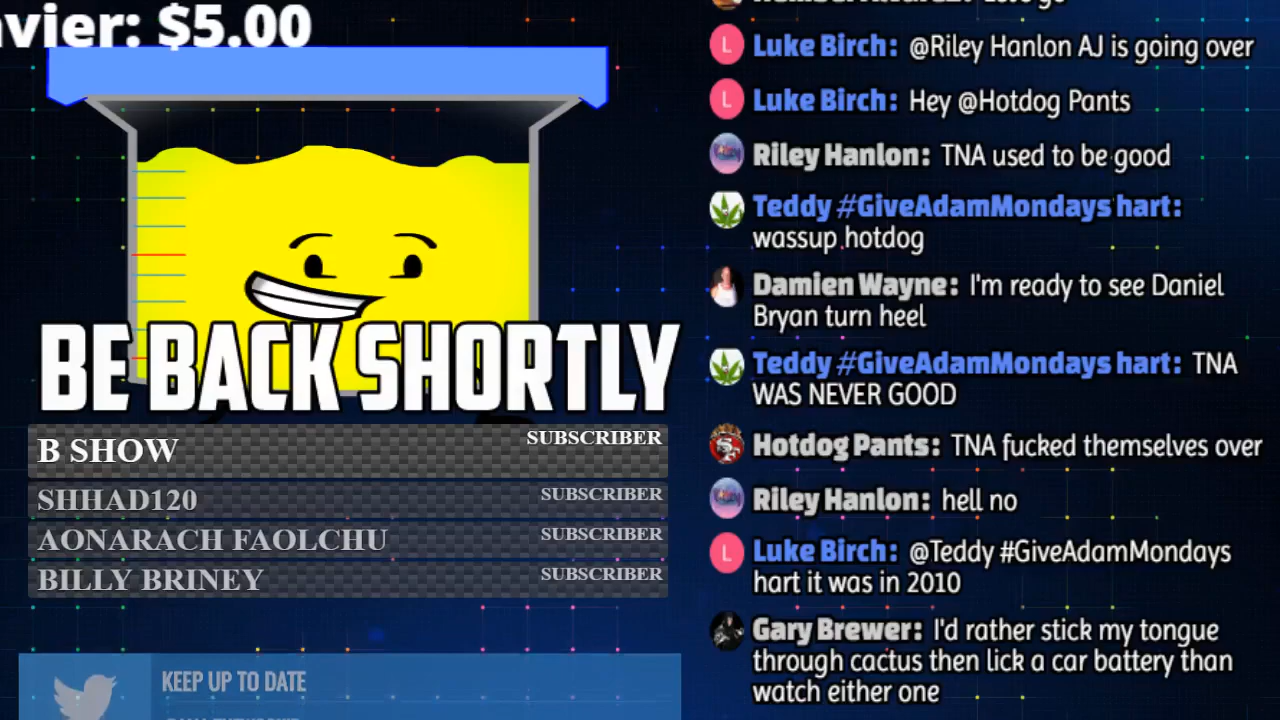 avier: $5.00
BE BACK SHORTLY
B SHOW SUBSCRIBER
SHHAD120 SUBSCRIBER
AONARACH FAOLCHU SUBSCRIBER
BILLY BRINEY SUBSCRIBER
KEEP UP TO DATE
Luke Birch: @Riley Hanlon AJ is going over
Luke Birch: Hey @Hotdog Pants
Riley Hanlon: TNA used to be good
Teddy #GiveAdamMondays hart:
wassup hotdog
Damien Wayne: I'm ready to see Daniel
Bryan turn heel
Teddy #GiveAdamMondays hart: TNA
WAS NEVER GOOD
Hotdog Pants: TNA fucked themselves over
Riley Hanlon: hell no
Luke Birch: @Teddy #GiveAdamMondays
hart it was in 2010
Gary Brewer: I'd rather stick my tongue
through cactus then lick a car battery than
watch either one